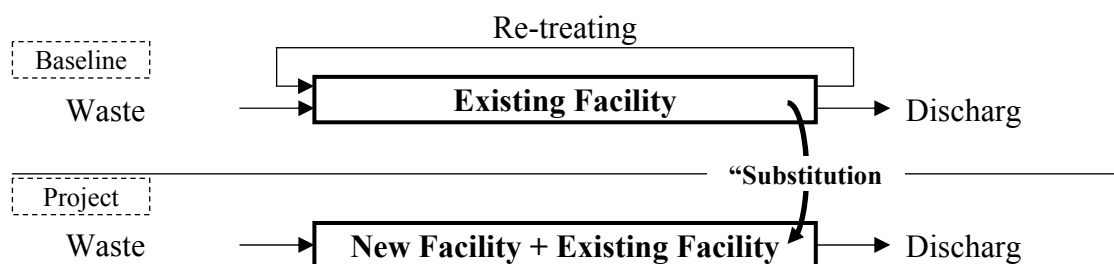 Re-treating
Baseline
Waste
Existing Facility
Discharg
“Substitution
Project
Waste
New Facility + Existing Facility
Discharg